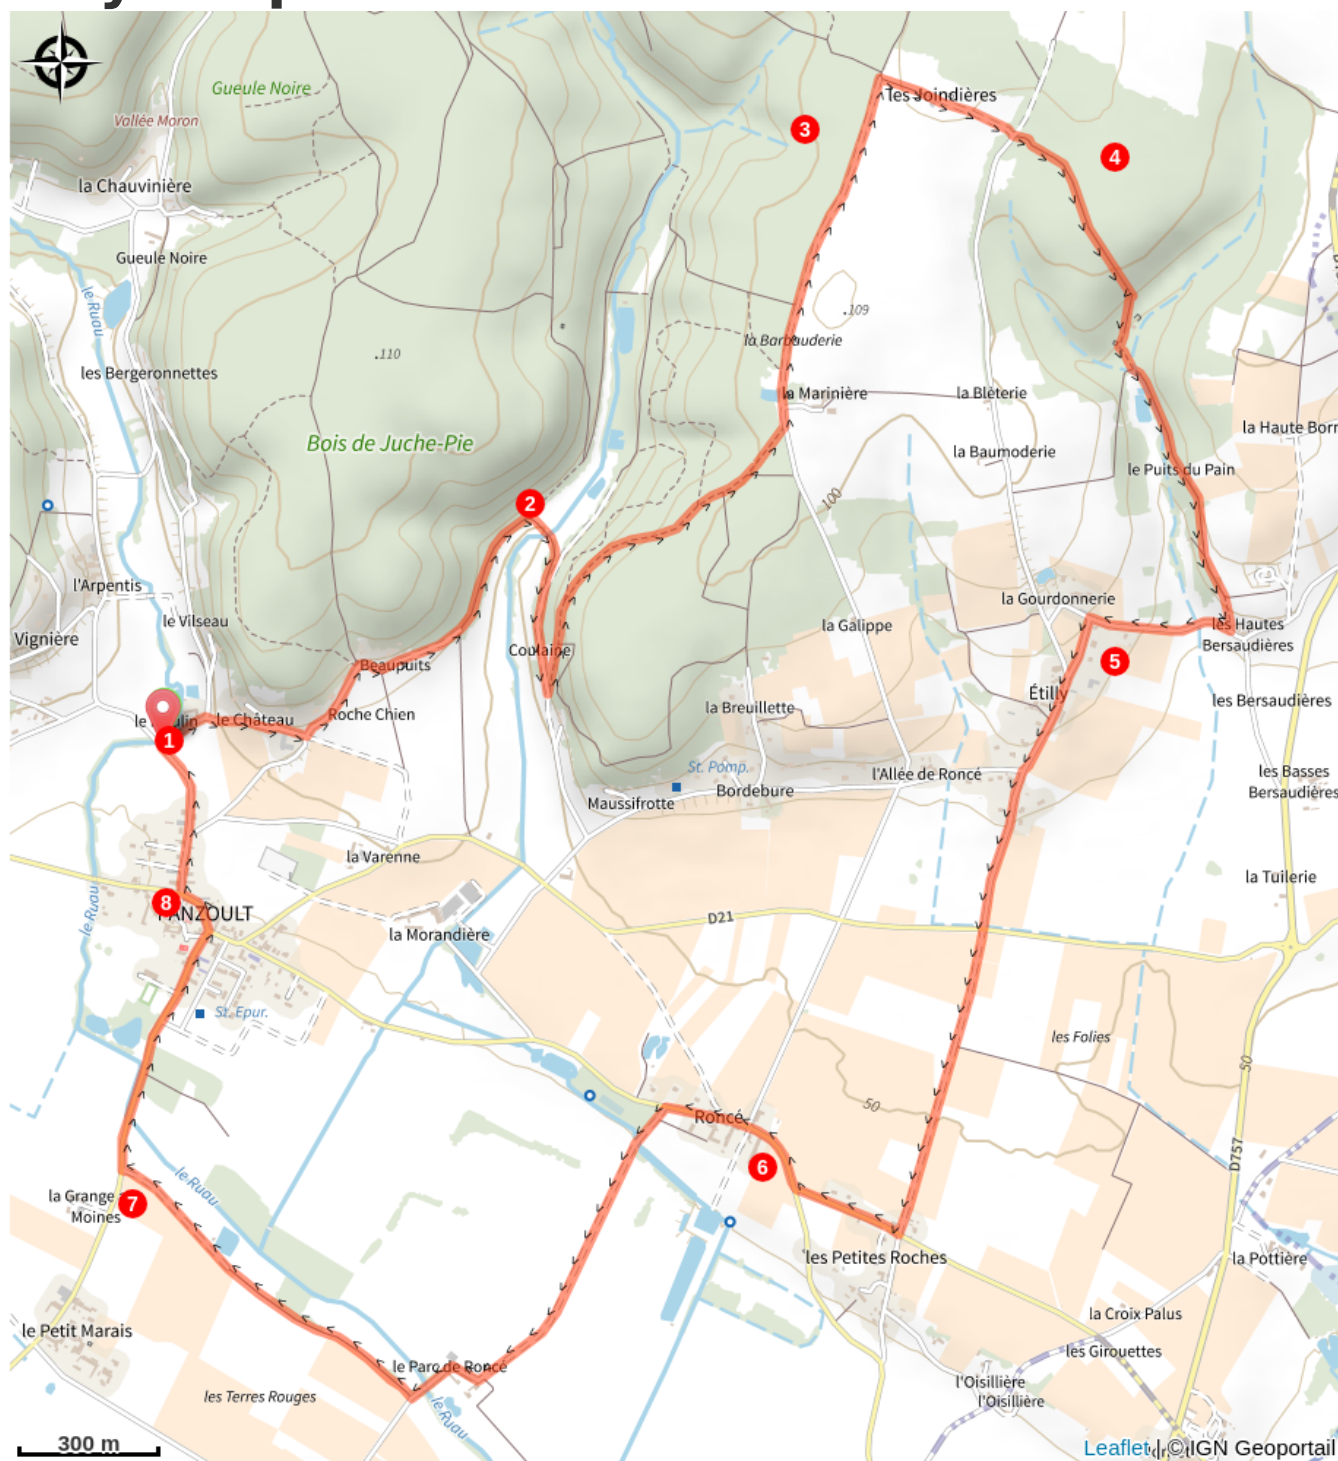 Gueule Noire
Vallée Moron
la Chauvinière
Gueule Noire
le Ruau
les Bergeronnettes
.110
Bois de Juche-Pie
l'Arpentis
le Vilseau
Vignière
Beaupuits
Roche Chien
le Château
1
2
3
les Joindières
4
.109
la Barbauderie
la Marinière
la Blèterie
la Baumoderie
la Haute Borr
le Puits du Pain
100
la Gourdonnerie
la Galippe
les Hautes
Bersaudières
5
Étilly
les Bersaudières
Coulaine
la Breuillette
St. Pomp.
l'Allée de Roncé
Bordebure
Maussifrotte
les Basses
Bersaudières
la Varenne
la Tuilerie
8
PANZOULT
D21
le Ruau
la Morandière
St. Epur.
les Folies
50
50
Roncé
6
D757
le Ruau
la Grange
Moines
7
les Petites Roches
la Pottière
la Croix Palus
les Girouettes
le Petit Marais
le Parc de Roncé
les Terres Rouges
le Ruau
l'Oisillière
l'Oisillière
300 m
Leaflet | © IGN Geoportail